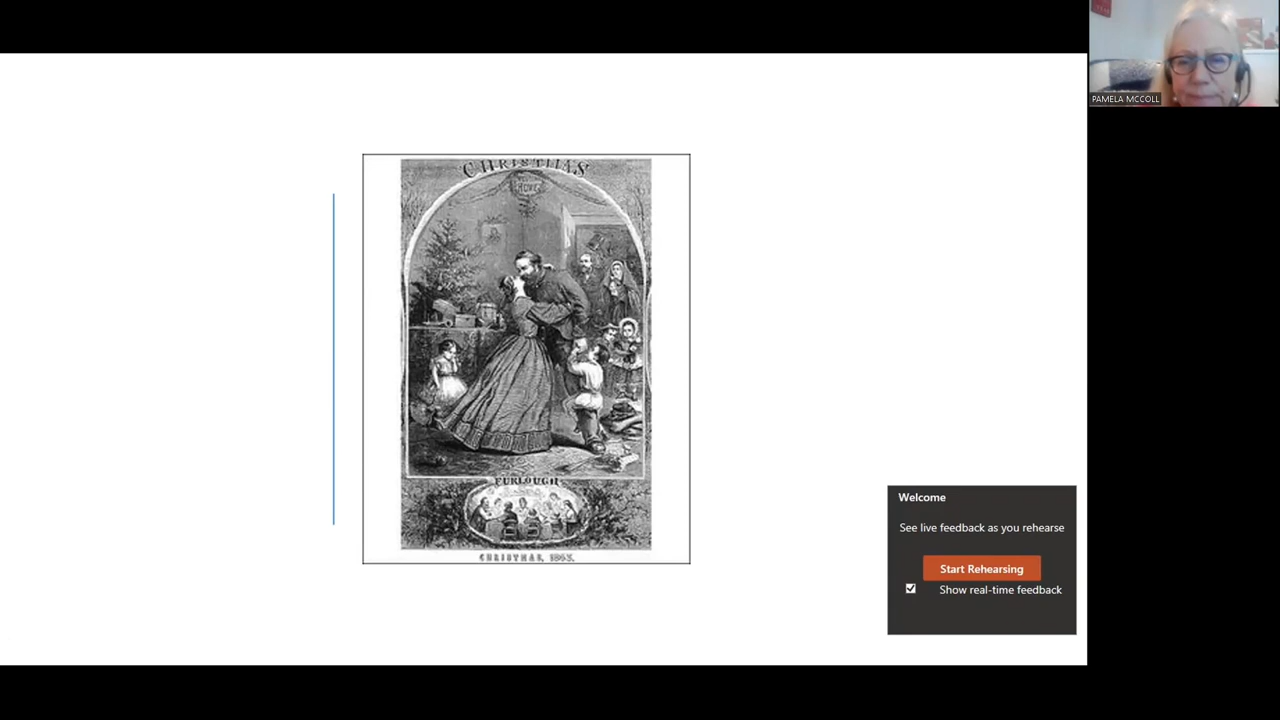 PAMELA MCCOLL
CHRISTMAS
FURLOUGH
CHRISTMAS, 1863.
Welcome
See live feedback as you rehearse
Start Rehearsing
Show real-time feedback